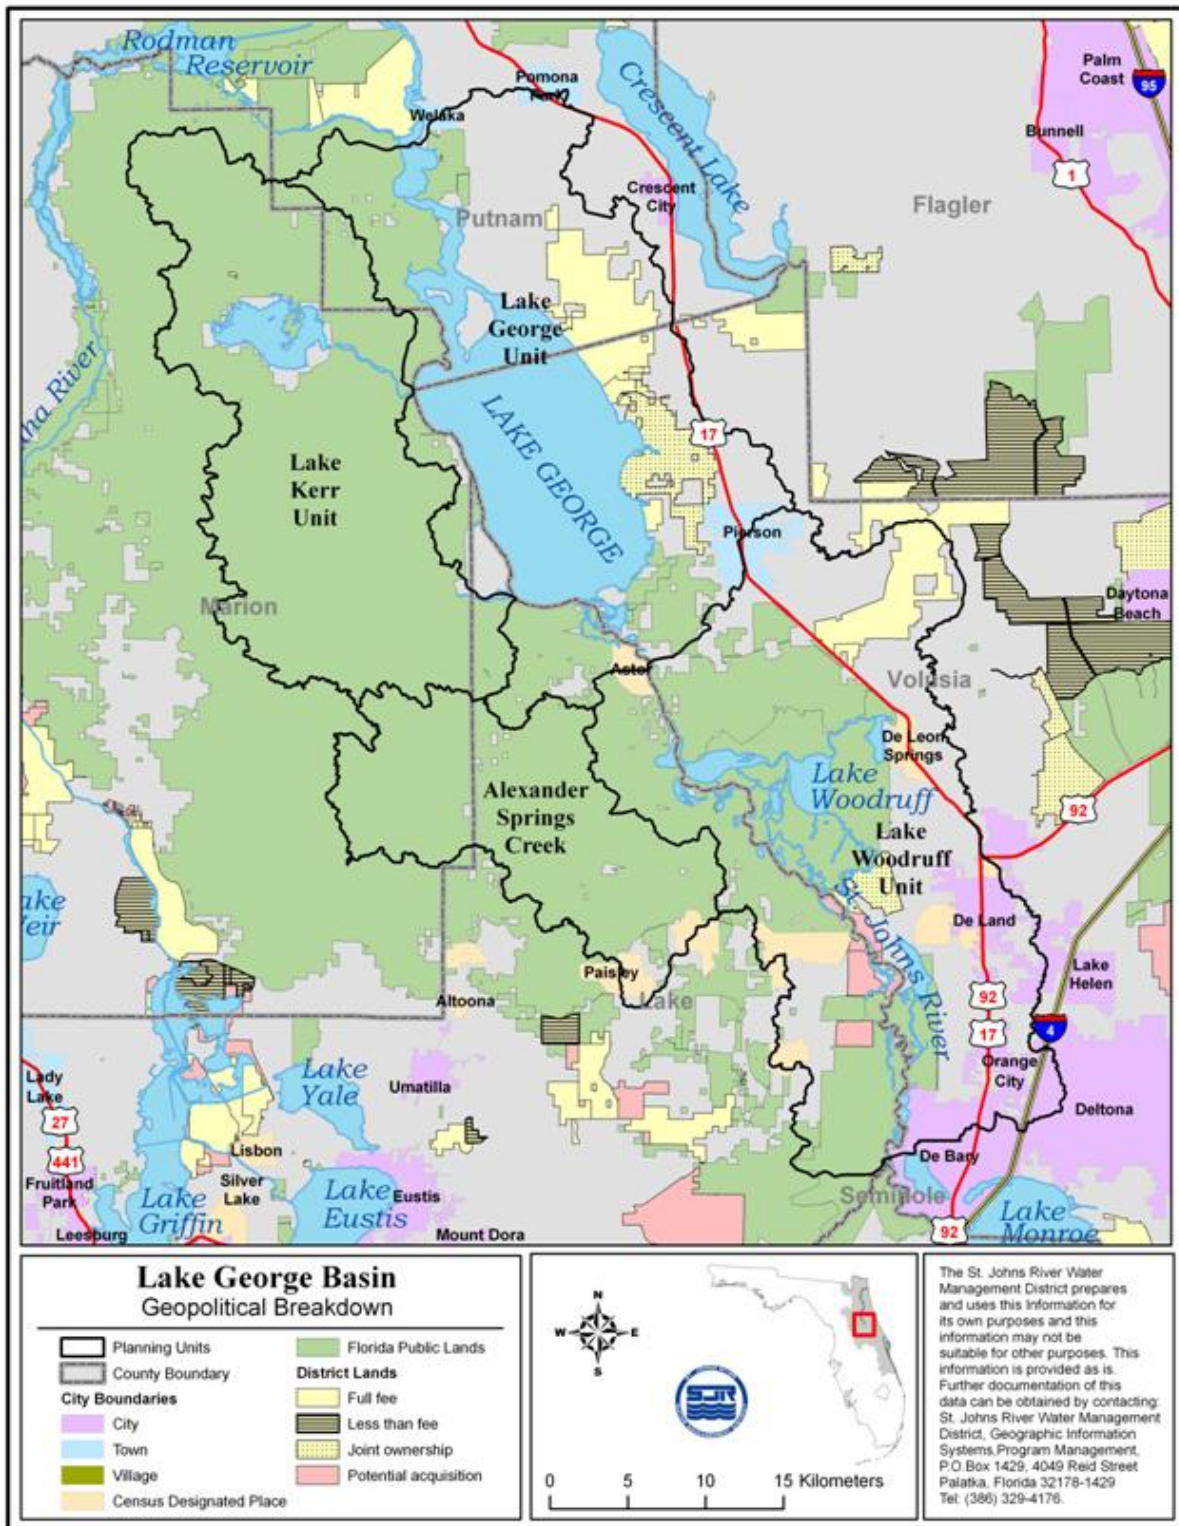 Rodman
Reservoir
Pomona
Park
Welaka
Crescent Lake
Palm
Coast
95
Bunnell
1
Crescent
City
Putnam
Flagler
Lake
George
Unit
LAKE GEORGE
17
Lake
Kerr
Unit
Pierson
Marion
Daytona
Beach
Astor
Volusia
De Leon
Springs
Lake
Woodruff
Alexander
Springs
Creek
Lake
Woodruff
Unit
92
St. Johns River
De Land
Paisley
Lake
Altoona
Lake
Helen
92
17
4
Orange
City
Deltona
Lady
Lake
Lake
Yale
Umatilla
27
441
Lisbon
Silver
Lake
Fruitland
Park
Leesburg
Lake
Griffin
Lake
Eustis
Eustis
Mount Dora
De Bary
Seminole
92
Lake
Monroe
Lake George Basin
Geopolitical Breakdown
Planning Units
County Boundary
City Boundaries
City
Town
Village
Census Designated Place
Florida Public Lands
District Lands
Full fee
Less than fee
Joint ownership
Potential acquisition
N
W E
S
SJR
0 5 10 15 Kilometers
The St. Johns River Water
Management District prepares
and uses this Information for
its own purposes and this
information may not be
suitable for other purposes. This
information is provided as is.
Further documentation of this
data can be obtained by contacting:
St. Johns River Water Management
District, Geographic Information
Systems,Program Management,
P.O.Box 1429, 4049 Reid Street
Palatka, Florida 32178-1429
Tel: (386) 329-4176.